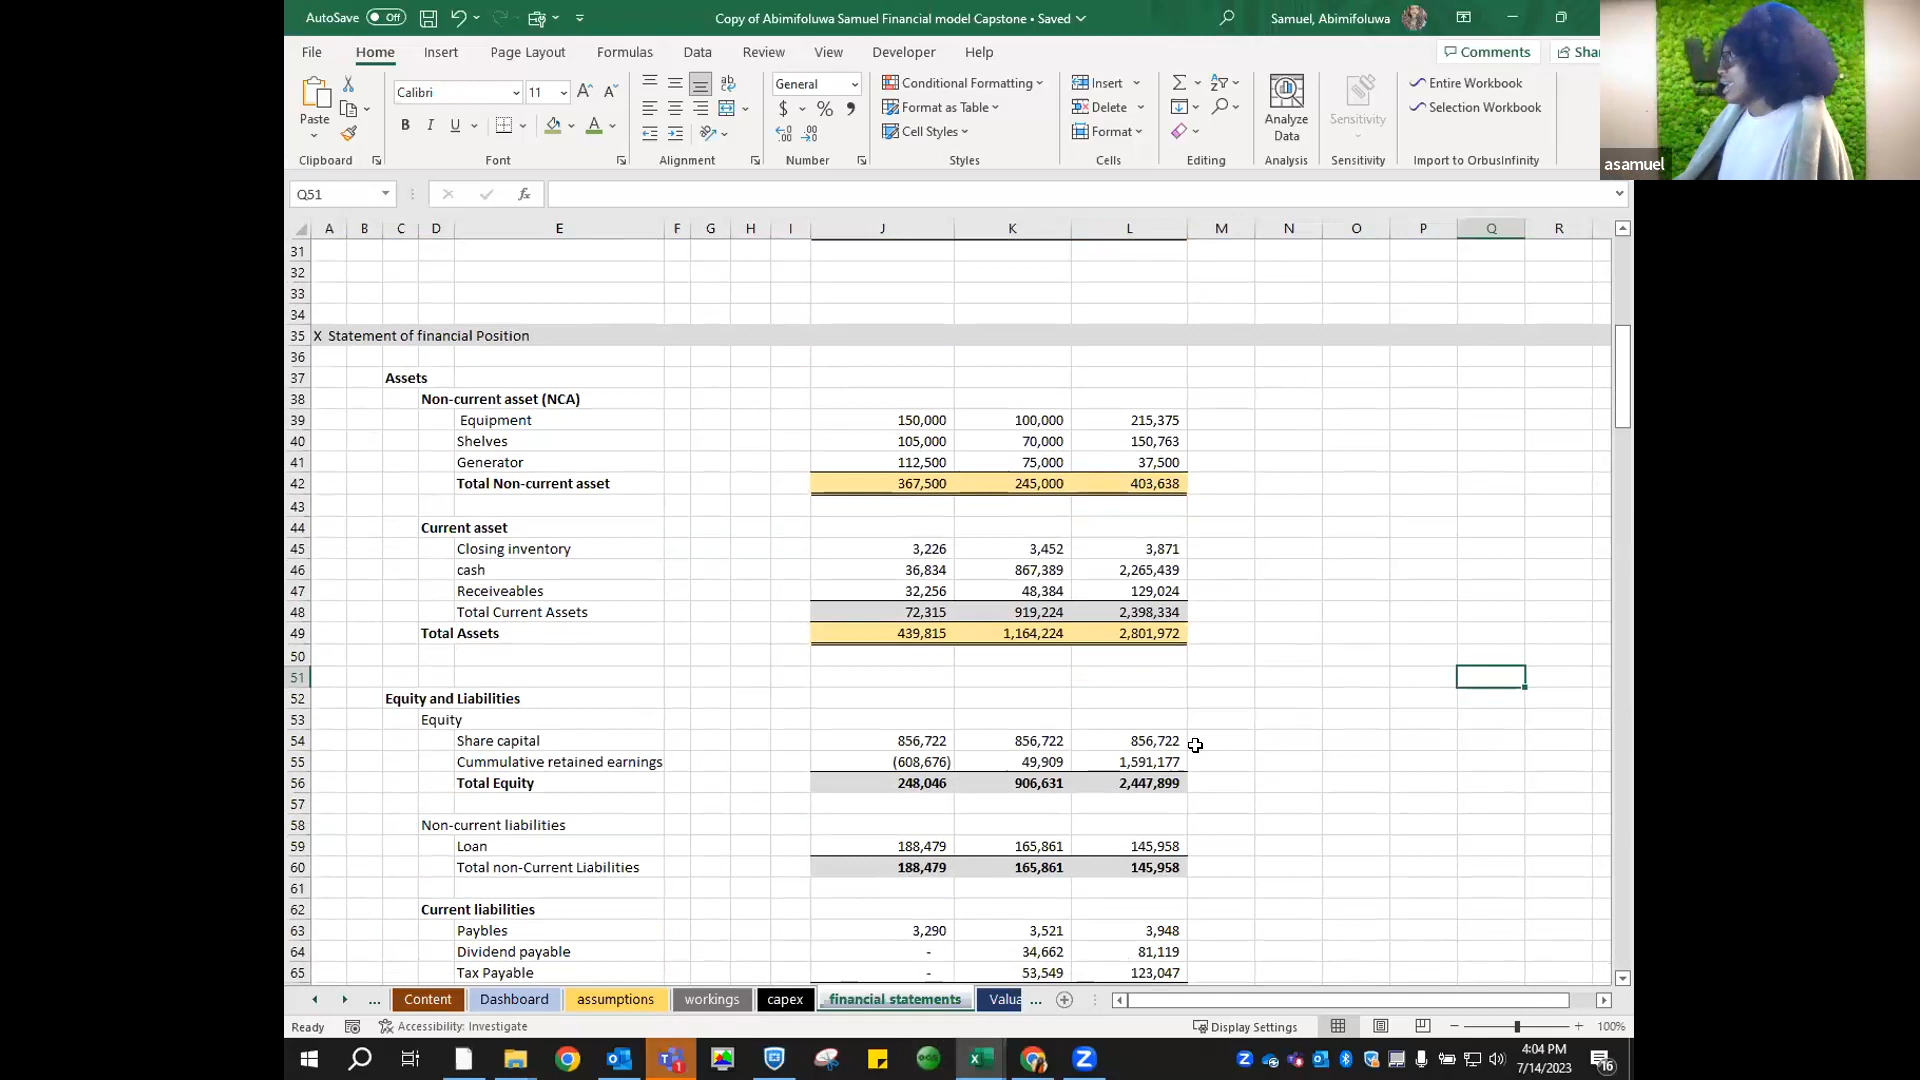 AutoSave Off Copy of Abimifoluwa Samuel Financial model Capstone • Saved Samuel, Abimifoluwa
File Home Insert Page Layout Formulas Data Review View Developer Help Comments Shar
Paste Calibri 11 A A General Conditional Formatting Insert Entire Workbook
B I U A $ % Format as Table Delete Analyze Data Sensitivity Selection Workbook
Cell Styles Format
Clipboard Font Alignment Number Styles Cells Editing Analysis Sensitivity Import to OrbusInfinity
asamuel
Q51 fx
A B C D E F G H I J K L M N O P Q R
31
32
33
34
35 X Statement of financial Position
36
37 Assets
38 Non-current asset (NCA)
39 Equipment 150,000 100,000 215,375
40 Shelves 105,000 70,000 150,763
41 Generator 112,500 75,000 37,500
42 Total Non-current asset 367,500 245,000 403,638
43
44 Current asset
45 Closing inventory 3,226 3,452 3,871
46 cash 36,834 867,389 2,265,439
47 Receiveables 32,256 48,384 129,024
48 Total Current Assets 72,315 919,224 2,398,334
49 Total Assets 439,815 1,164,224 2,801,972
50
51
52 Equity and Liabilities
53 Equity
54 Share capital 856,722 856,722 856,722
55 Cummulative retained earnings (608,676) 49,909 1,591,177
56 Total Equity 248,046 906,631 2,447,899
57
58 Non-current liabilities
59 Loan 188,479 165,861 145,958
60 Total non-Current Liabilities 188,479 165,861 145,958
61
62 Current liabilities
63 Paybles 3,290 3,521 3,948
64 Dividend payable - 34,662 81,119
65 Tax Payable - 53,549 123,047
... Content Dashboard assumptions workings capex financial statements Valua ...
Ready Accessibility: Investigate Display Settings 100%
4:04 PM
7/14/2023 16